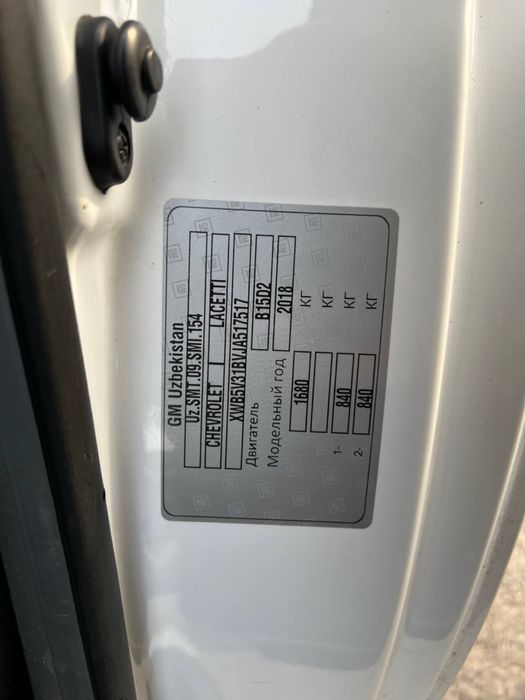 GM Uzbekistan
Uz.SMT.09.SMI.154
CHEVROLET LACETTI
XWB5V31BVJA517517
Двигатель B15D2
Модельный год 2018
1680 КГ
КГ
1- 840 КГ
2- 840 КГ